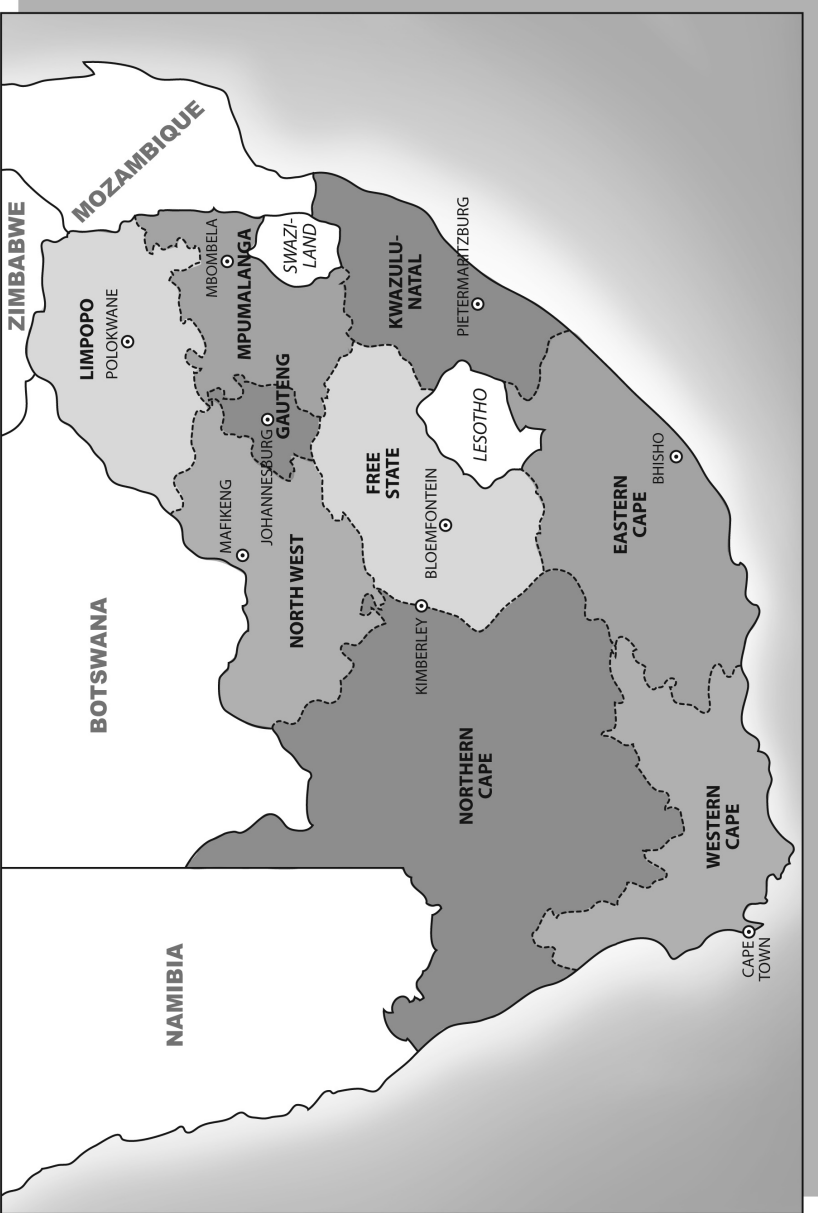 ZIMBABWE
MOZAMBIQUE
BOTSWANA
NAMIBIA
LIMPOPO
POLOKWANE
MBOMBELA
MPUMALANGA
SWAZI-
LAND
GAUTENG
JOHANNESBURG
MAFIKENG
NORTH WEST
KWAZULU-
NATAL
PIETERMARITZBURG
FREE
STATE
BLOEMFONTEIN
LESOTHO
KIMBERLEY
NORTHERN
CAPE
EASTERN
CAPE
BHISHO
WESTERN
CAPE
CAPE
TOWN